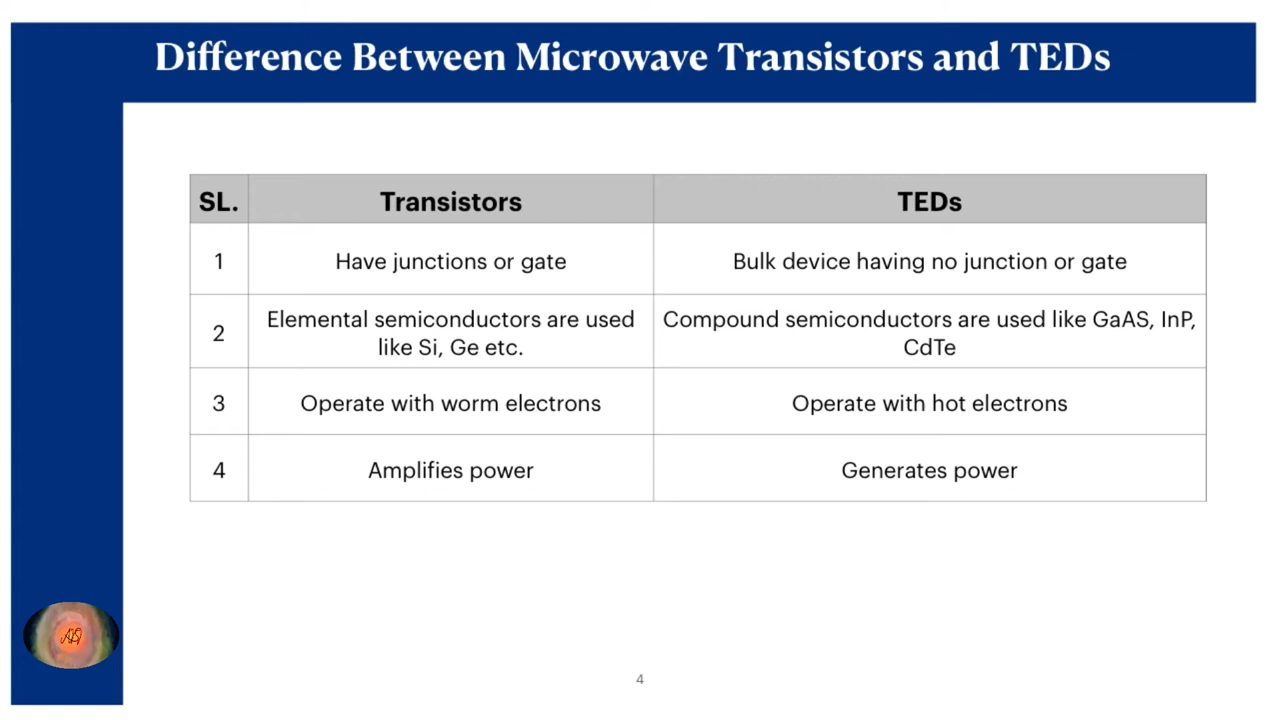 Difference Between Microwave Transistors and TEDs
SL. Transistors TEDs
1 Have junctions or gate Bulk device having no junction or gate
2 Elemental semiconductors are used like Si, Ge etc. Compound semiconductors are used like GaAS, InP, CdTe
3 Operate with worm electrons Operate with hot electrons
4 Amplifies power Generates power
4